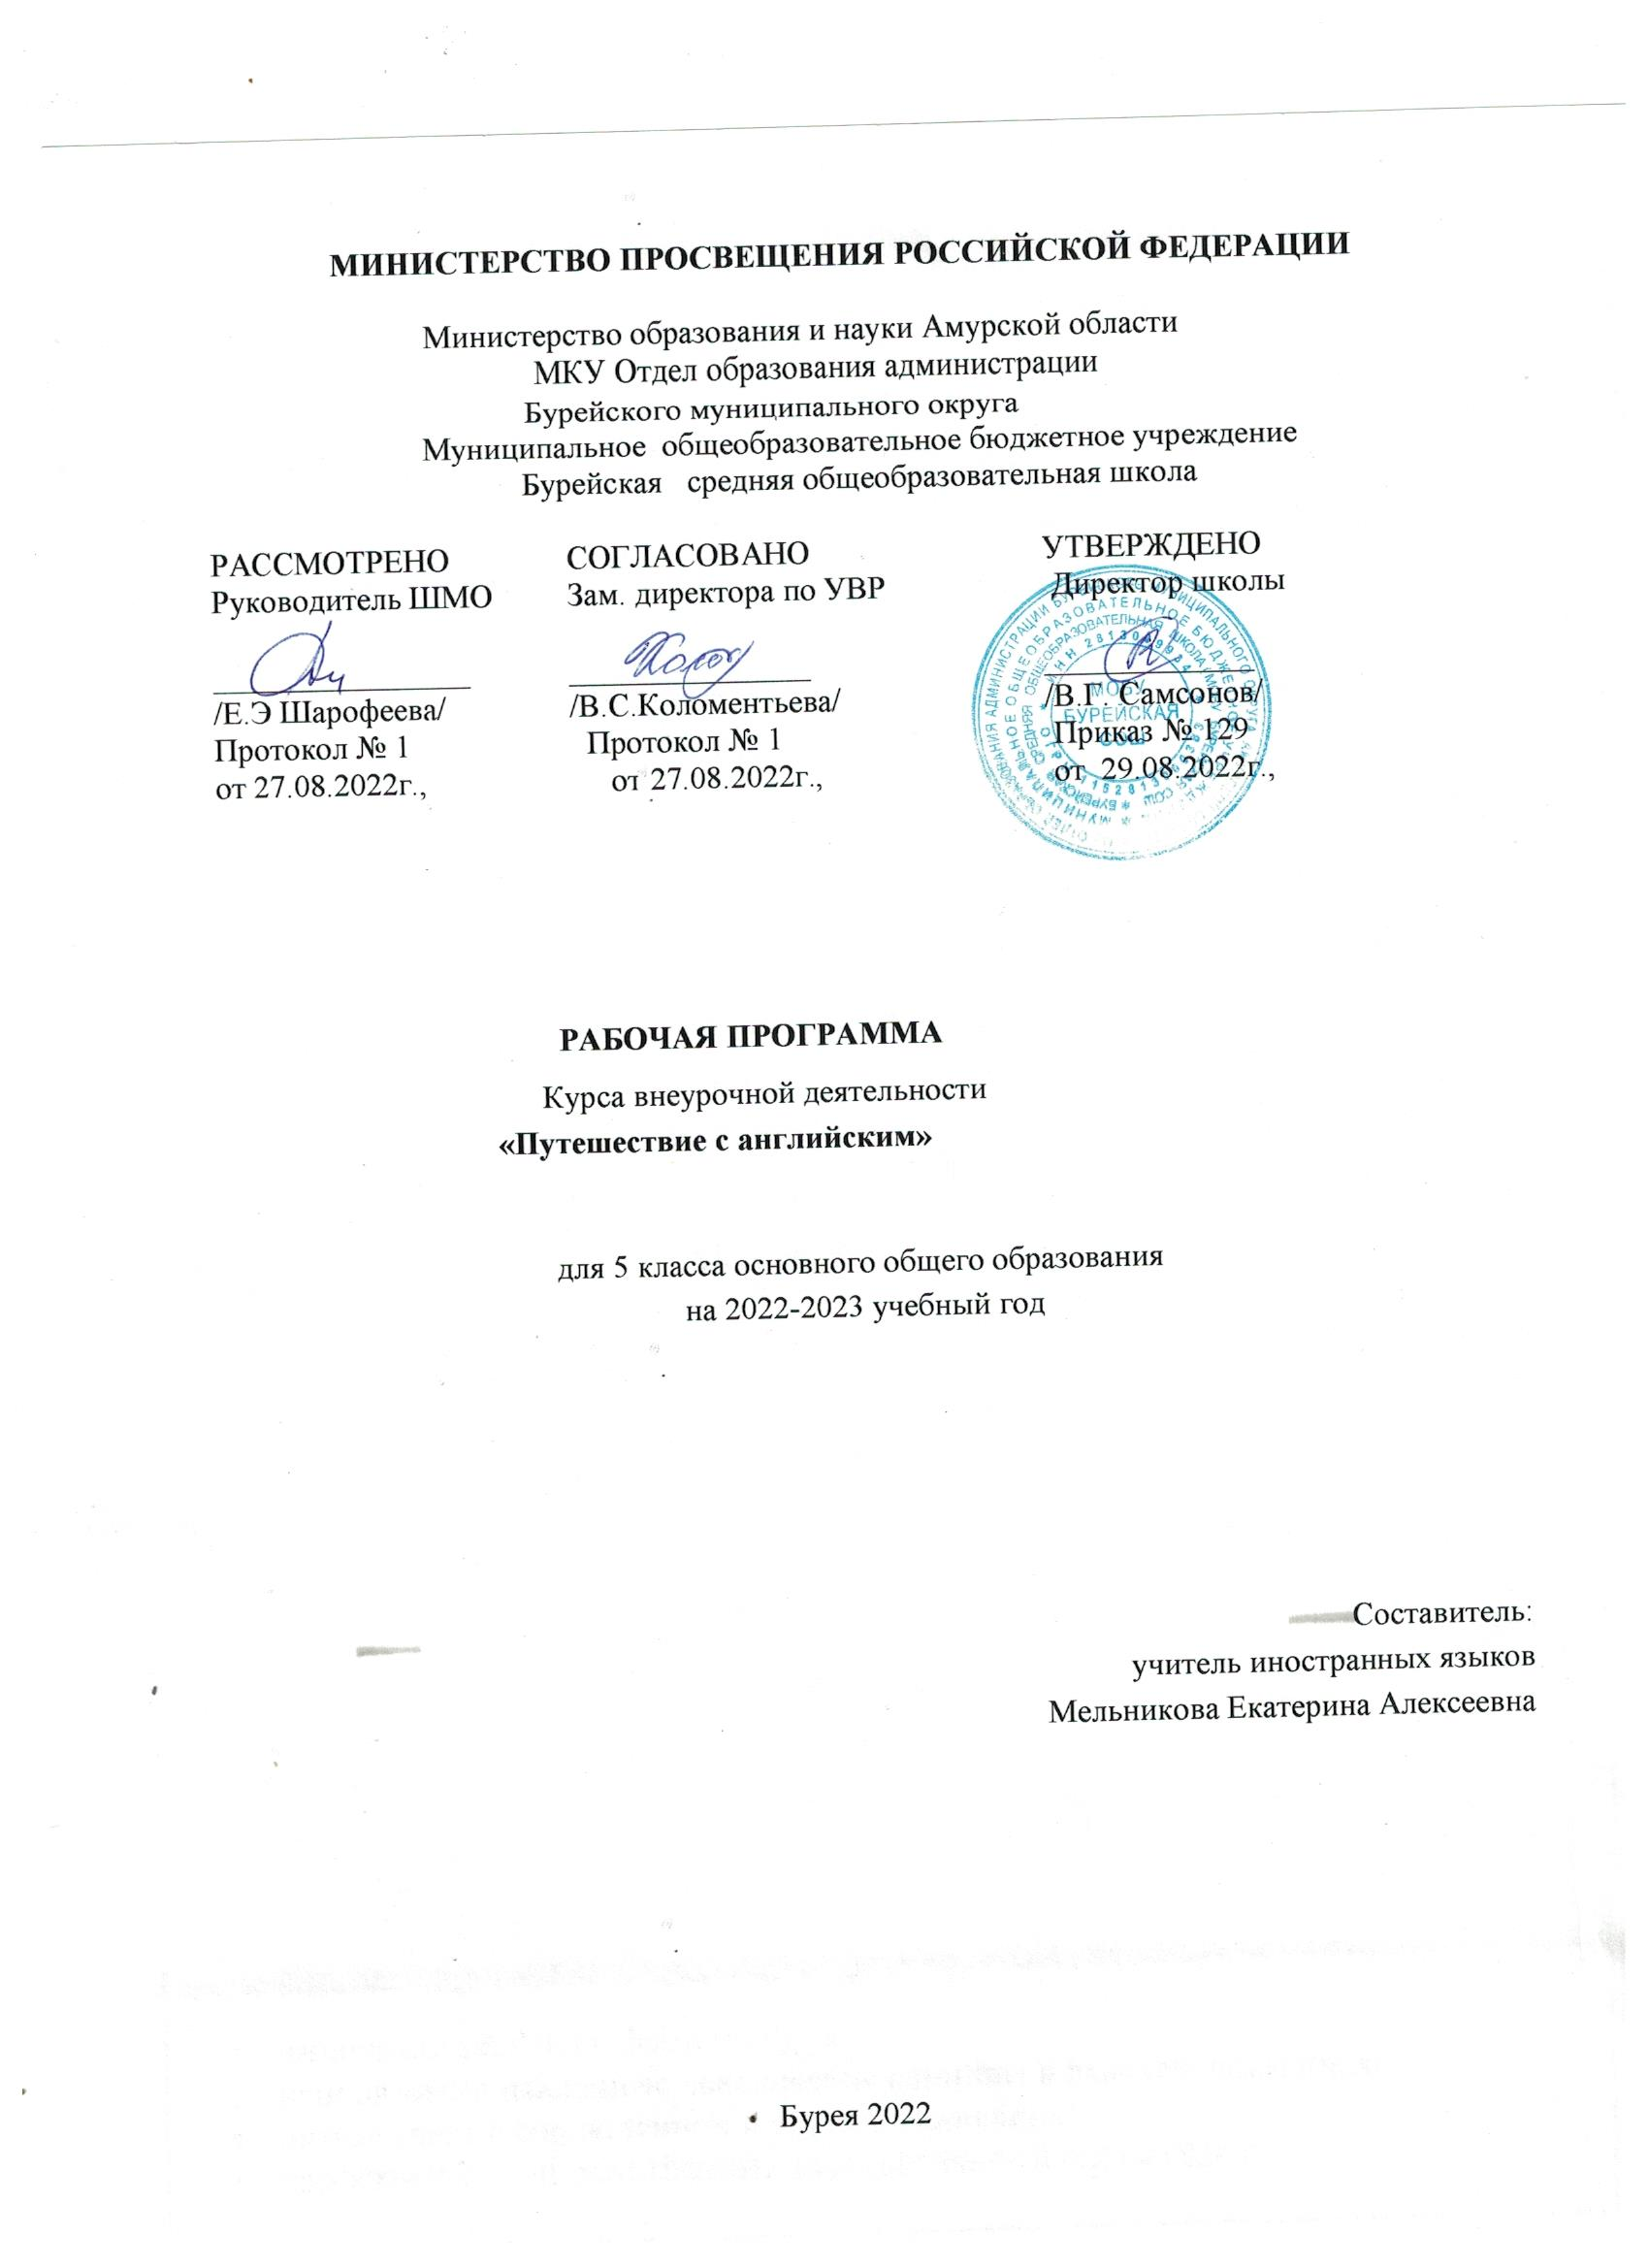 МИНИСТЕРСТВО ПРОСВЕЩЕНИЯ РОССИЙСКОЙ ФЕДЕРАЦИИ
Министерство образования и науки Амурской области
МКУ Отдел образования администрации
Бурейского муниципального округа
Муниципальное общеобразовательное бюджетное учреждение
Бурейская средняя общеобразовательная школа
РАССМОТРЕНО
Руководитель ШМО
/Е.Э Шарофеева/
Протокол № 1
от 27.08.2022г.,
СОГЛАСОВАНО
Зам. директора по УВР
/В.С.Коломентьева/
Протокол № 1
от 27.08.2022г.,
УТВЕРЖДЕНО
Директор школы
/В.Г. Самсонов/
Приказ № 129
от 29.08.2022г.,
МОБУ
БУРЕЙСКАЯ
СОШ
РАБОЧАЯ ПРОГРАММА
Курса внеурочной деятельности
«Путешествие с английским»
для 5 класса основного общего образования
на 2022-2023 учебный год
Составитель:
учитель иностранных языков
Мельникова Екатерина Алексеевна
Бурея 2022